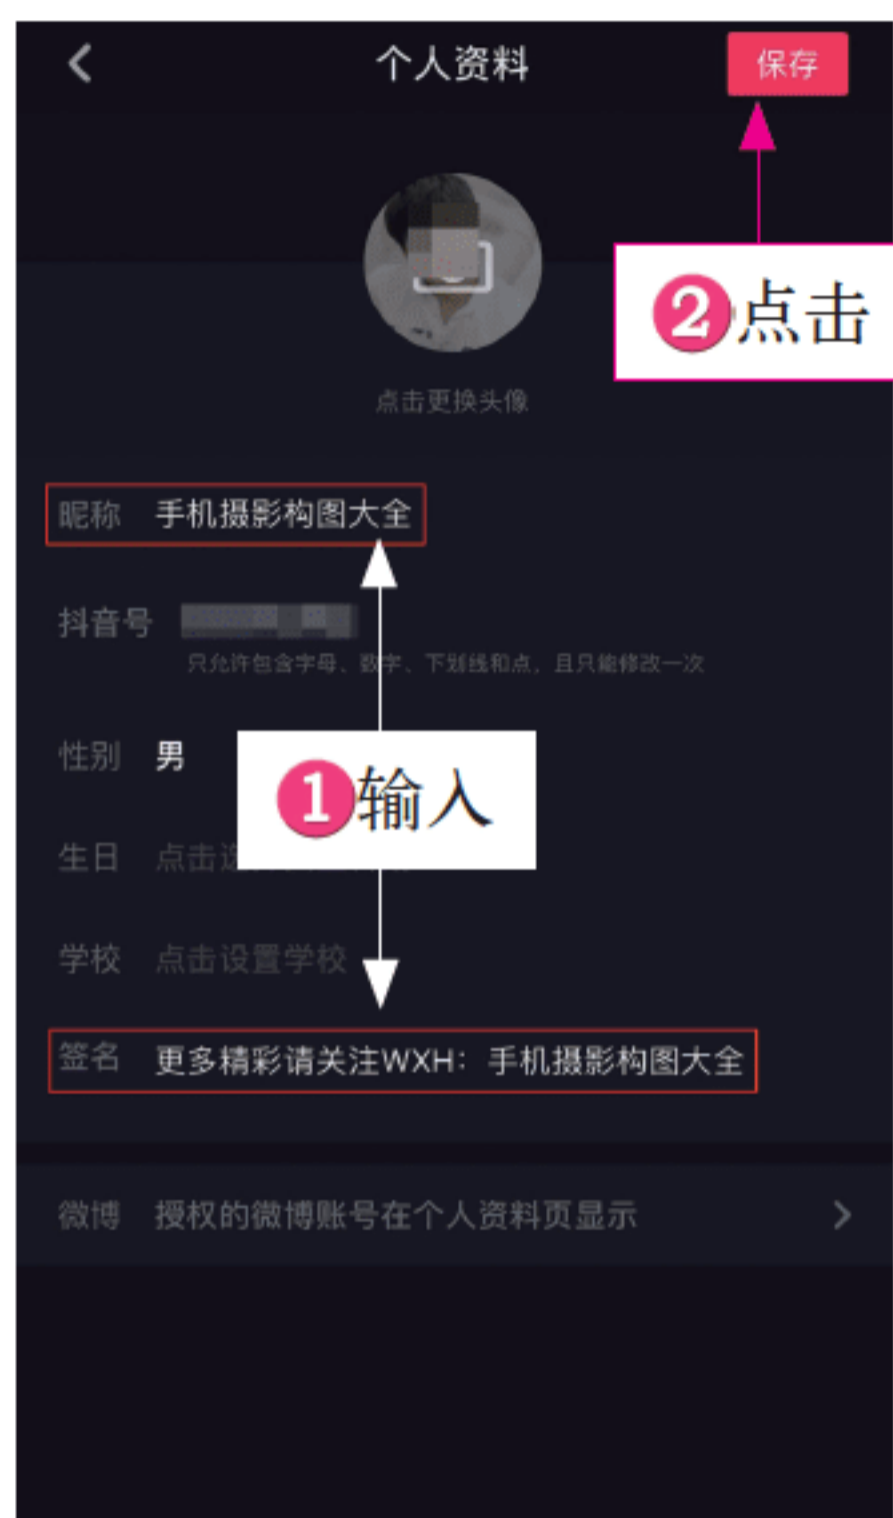 个人资料
保存
❷点击
点击更换头像
昵称 手机摄影构图大全
抖音号
只允许包含字母、数字、下划线和点，且只能修改一次
性别 男
❶输入
生日 点击
学校 点击设置学校
签名 更多精彩请关注WXH：手机摄影构图大全
微博 授权的微博账号在个人资料页显示